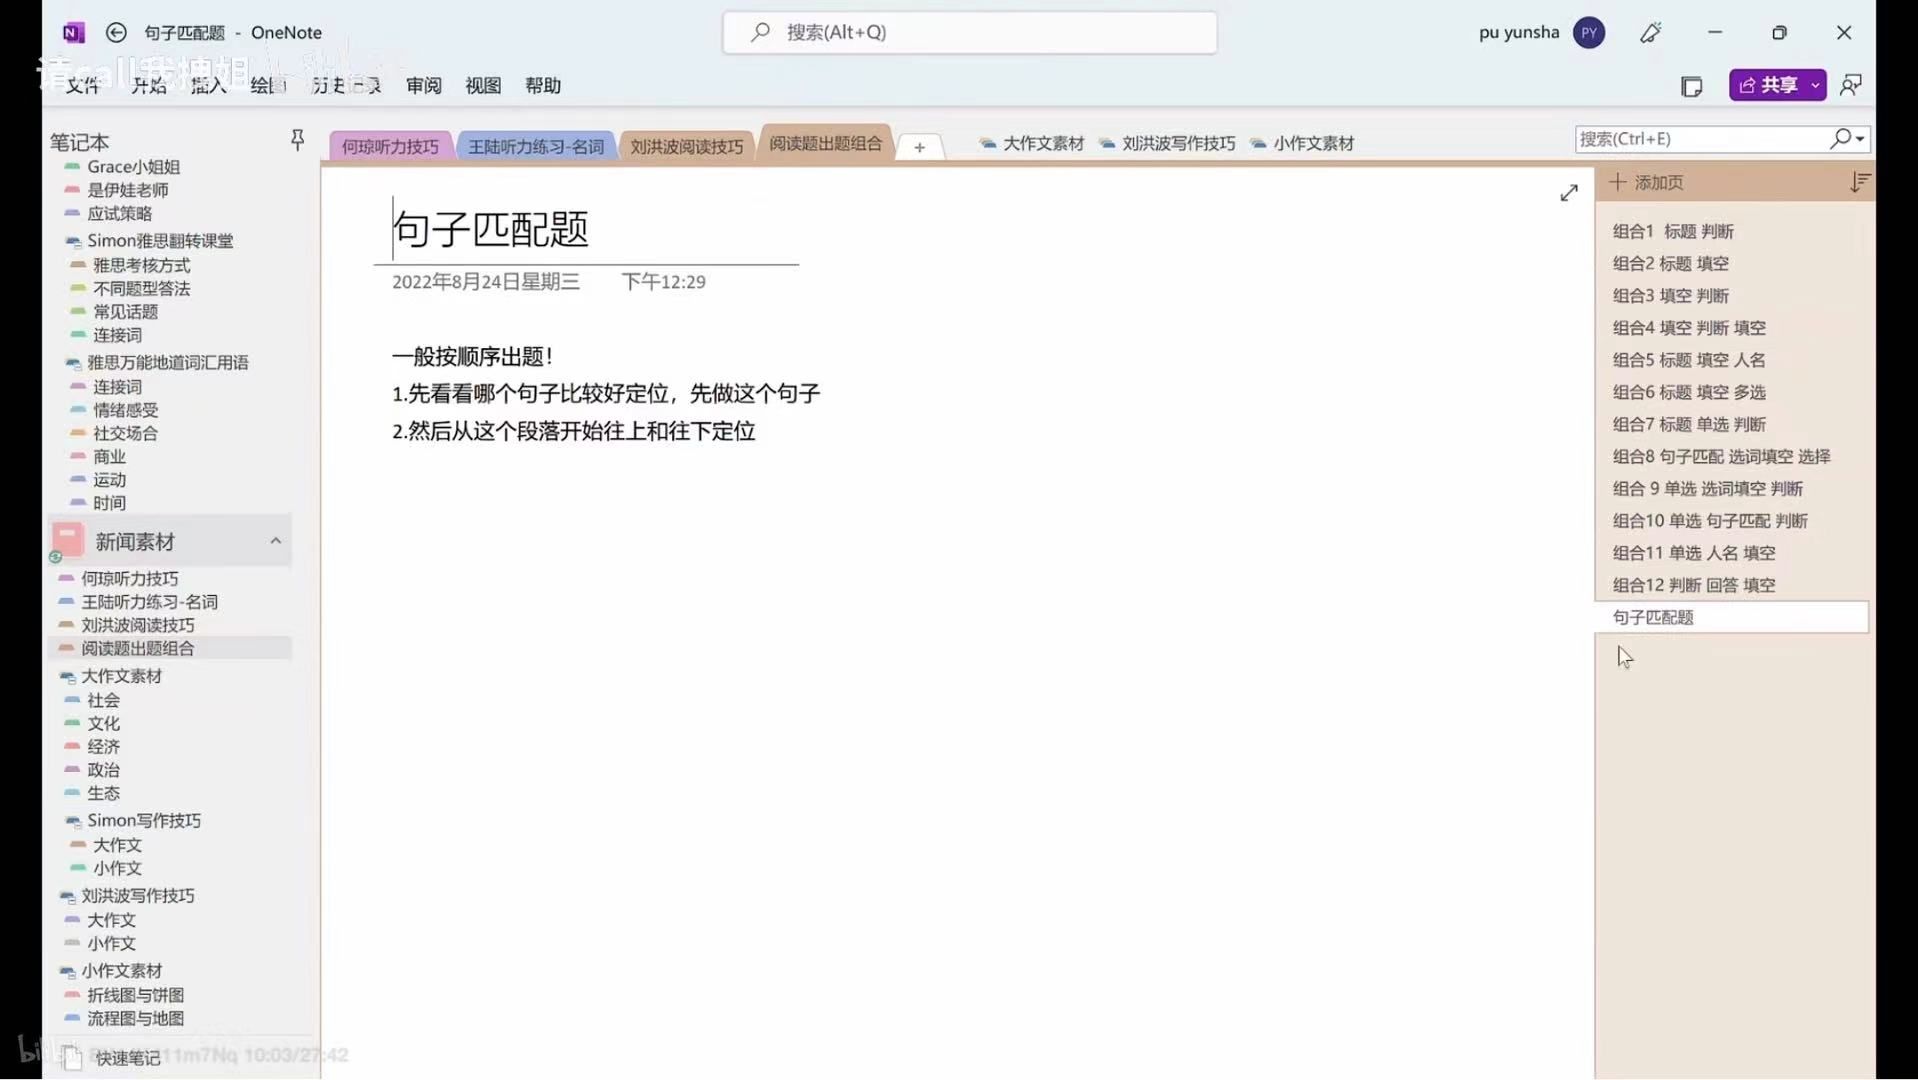 句子匹配题 - OneNote
搜索(Alt+Q)
pu yunsha
PY
请call我拽姐
文件 开始 插入 绘图 历史记录 审阅 视图 帮助
共享
笔记本
Grace小姐姐
是伊娃老师
应试策略
Simon雅思翻转课堂
雅思考核方式
不同题型答法
常见话题
连接词
雅思万能地道词汇用语
连接词
情绪感受
社交场合
商业
运动
时间
新闻素材
何琼听力技巧
王陆听力练习-名词
刘洪波阅读技巧
阅读题出题组合
大作文素材
社会
文化
经济
政治
生态
Simon写作技巧
大作文
小作文
刘洪波写作技巧
大作文
小作文
小作文素材
折线图与饼图
流程图与地图
快速笔记
11m7Nq 10:03/27:42
何琼听力技巧 王陆听力练习-名词 刘洪波阅读技巧 阅读题出题组合 + 大作文素材 刘洪波写作技巧 小作文素材
搜索(Ctrl+E)
句子匹配题
2022年8月24日星期三 下午12:29
一般按顺序出题！
1.先看看哪个句子比较好定位，先做这个句子
2.然后从这个段落开始往上和往下定位
添加页
组合1 标题 判断
组合2 标题 填空
组合3 填空 判断
组合4 填空 判断 填空
组合5 标题 填空 人名
组合6 标题 填空 多选
组合7 标题 单选 判断
组合8 句子匹配 选词填空 选择
组合 9 单选 选词填空 判断
组合10 单选 句子匹配 判断
组合11 单选 人名 填空
组合12 判断 回答 填空
句子匹配题